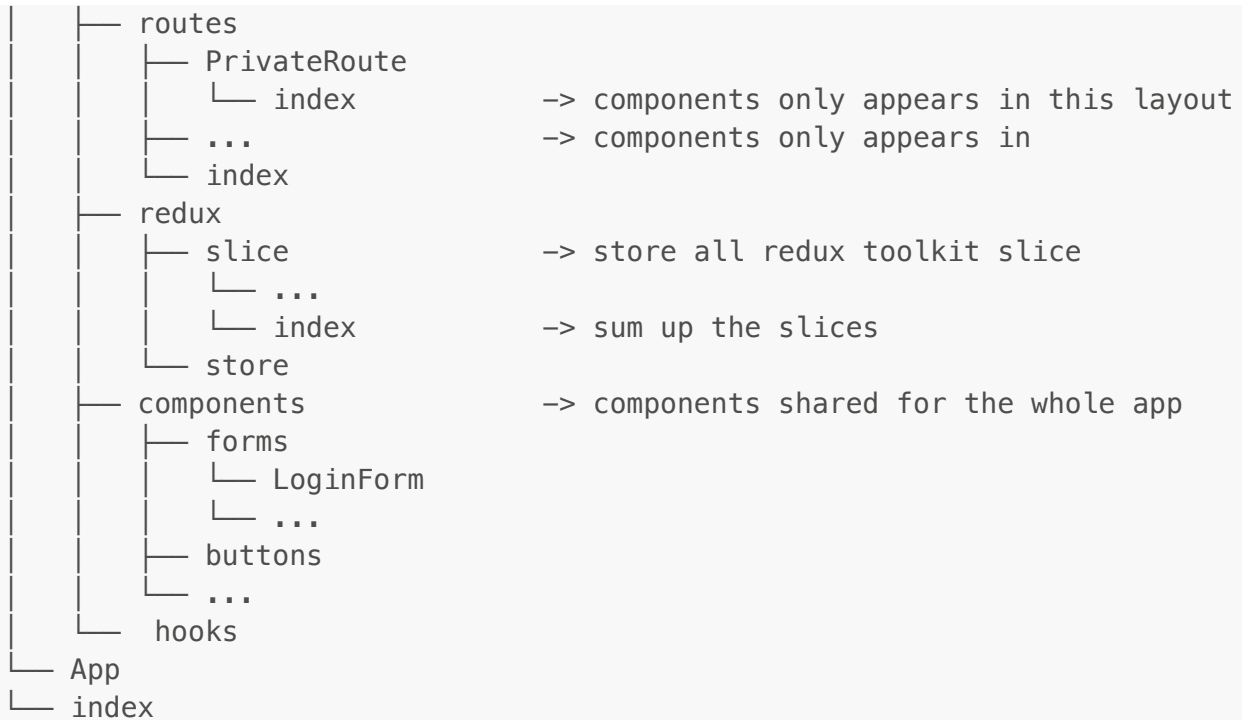 │   ├── routes
│   │   ├── PrivateRoute
│   │   │   └── index          -> components only appears in this layout
│   │   ├── ...                -> components only appears in
│   │   └── index
│   ├── redux
│   │   ├── slice              -> store all redux toolkit slice
│   │   │   └── ...
│   │   │   └── index          -> sum up the slices
│   │   └── store
│   ├── components             -> components shared for the whole app
│   │   ├── forms
│   │   │   └── LoginForm
│   │   │   └── ...
│   │   ├── buttons
│   │   └── ...
│   └──  hooks
└── App
└── index